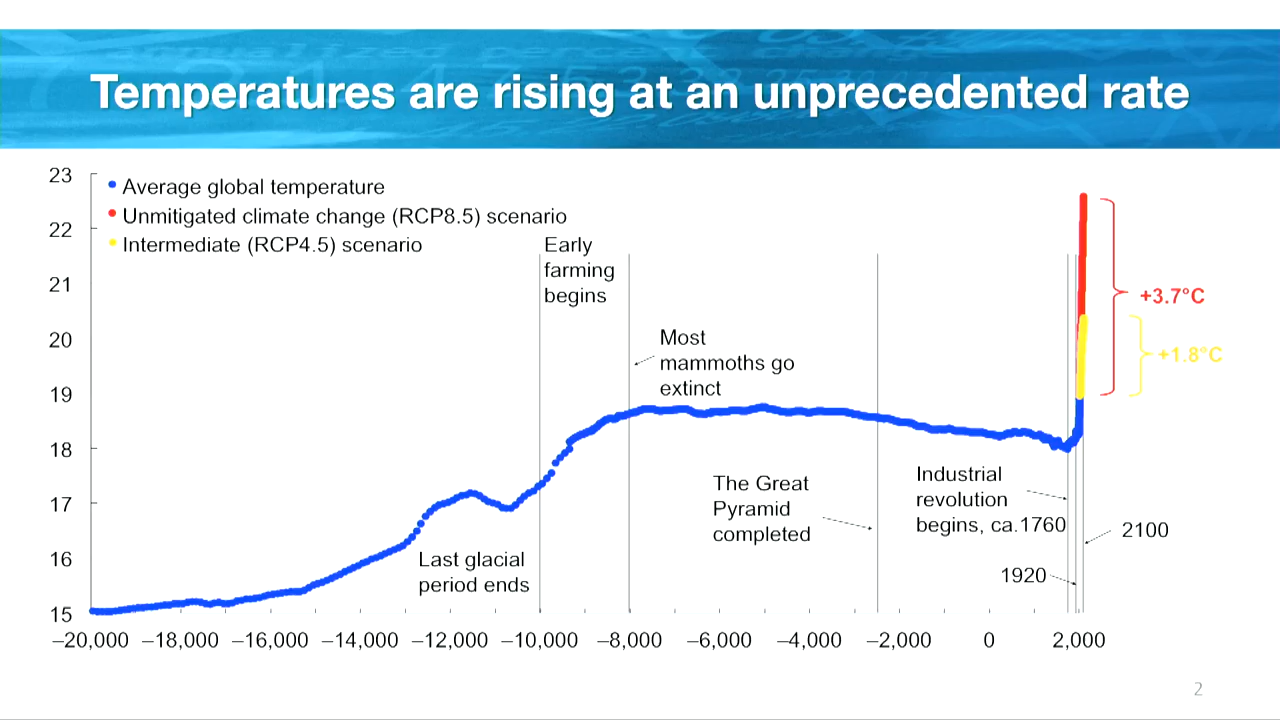 Temperatures are rising at an unprecedented rate
23
22
21
20
19
18
17
16
15
Average global temperature
Unmitigated climate change (RCP8.5) scenario
Intermediate (RCP4.5) scenario
Early
farming
begins
Most
mammoths go
extinct
+3.7°C
+1.8°C
Last glacial
period ends
The Great
Pyramid
completed
Industrial
revolution
begins, ca.1760
2100
1920
–20,000 –18,000 –16,000 –14,000 –12,000 –10,000 –8,000 –6,000 –4,000 –2,000 0 2,000
2